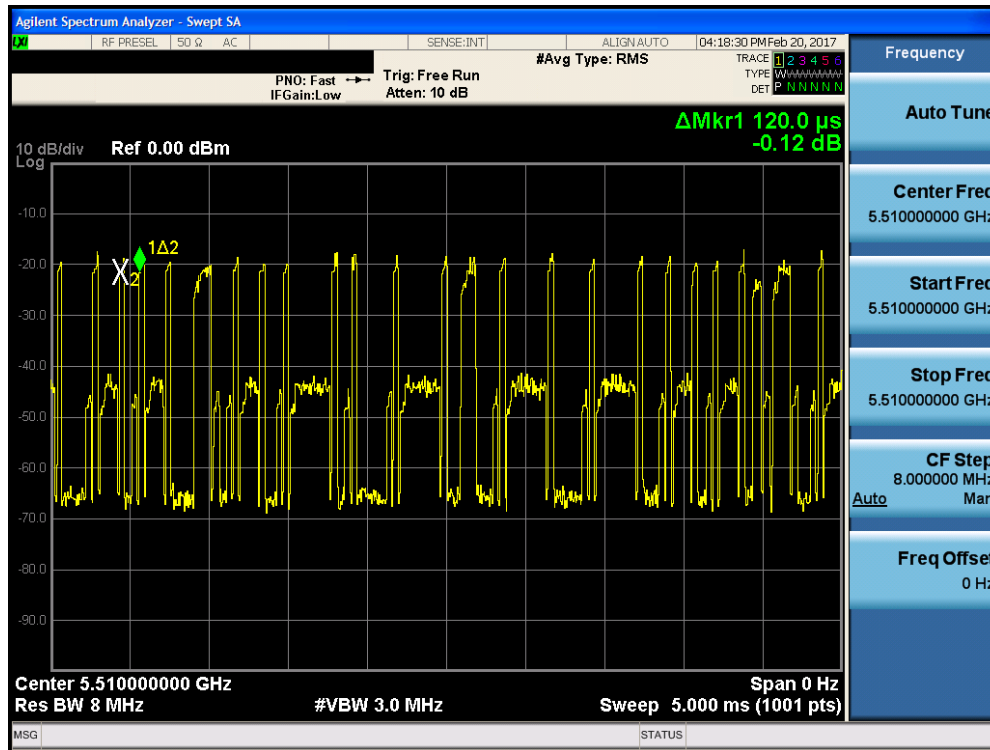 Agilent Spectrum Analyzer - Swept SA
LXI RF PRESEL 50 Ω AC SENSE:INT ALIGN AUTO 04:18:30 PM Feb 20, 2017
#Avg Type: RMS
TRACE 1 2 3 4 5 6
PNO: Fast Trig: Free Run
TYPE WWWWWW
IFGain:Low Atten: 10 dB
DET P N N N N N
ΔMkr1 120.0 µs
-0.12 dB
10 dB/div Ref 0.00 dBm
Log
-10.0
-20.0
-30.0
-40.0
-50.0
-60.0
-70.0
-80.0
-90.0
1Δ2
X2
Center 5.510000000 GHz Span 0 Hz
Res BW 8 MHz #VBW 3.0 MHz Sweep 5.000 ms (1001 pts)
MSG STATUS
Frequency
Auto Tune
Center Freq
5.510000000 GHz
Start Freq
5.510000000 GHz
Stop Freq
5.510000000 GHz
CF Step
8.000000 MHz
Auto Man
Freq Offset
0 Hz